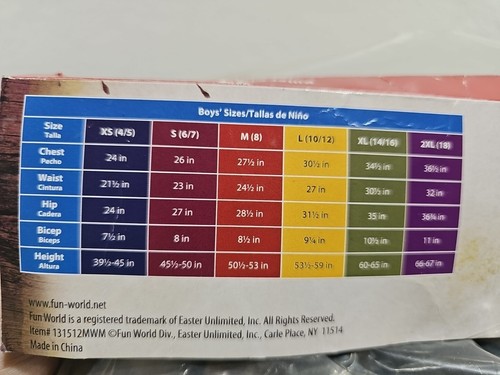 Boys' Sizes/Tallas de Niño
Size XS (4/5) S (6/7) M (8) L (10/12) XL (14/16) 2XL (18)
Talla
Chest 24 in 26 in 27½ in 30½ in 34½ in 36½ in
Pecho
Waist 21½ in 23 in 24½ in 27 in 30½ in 32 in
Cintura
Hip 24 in 27 in 28½ in 31½ in 35 in 36¾ in
Cadera
Bicep 7½ in 8 in 8½ in 9¼ in 10½ in 11 in
Biceps
Height 39½-45 in 45½-50 in 50½-53 in 53½-59 in 60-65 in 66-67 in
Altura
www.fun-world.net
Fun World is a registered trademark of Easter Unlimited, Inc. All Rights Reserved.
Item# 131512MWM ©Fun World Div., Easter Unlimited, Inc., Carle Place, NY 11514
Made in China